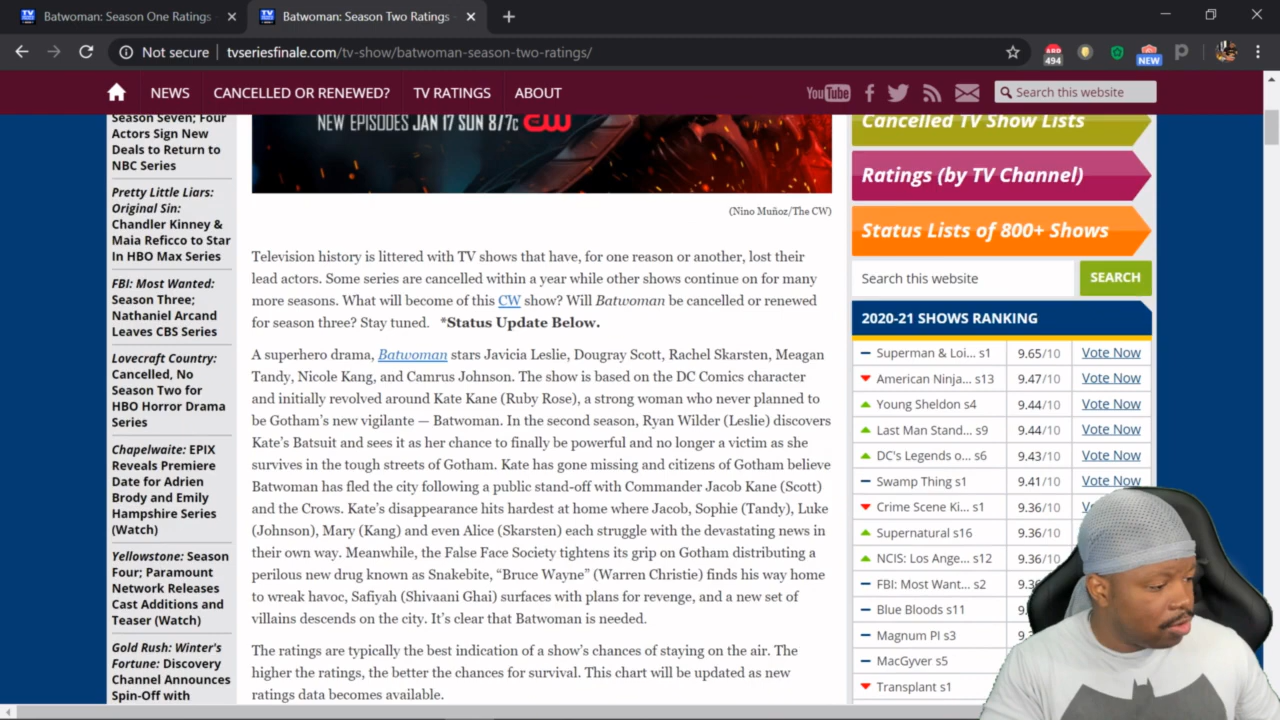 Batwoman: Season One Ratings
Batwoman: Season Two Ratings
Not secure
tvseriesfinale.com/tv-show/batwoman-season-two-ratings/
494
NEW
NEWS
CANCELLED OR RENEWED?
TV RATINGS
ABOUT
YouTube
Search this website
Season Seven; Four
Actors Sign New
Deals to Return to
NBC Series
Pretty Little Liars:
Original Sin:
Chandler Kinney &
Maia Reficco to Star
In HBO Max Series
FBI: Most Wanted:
Season Three;
Nathaniel Arcand
Leaves CBS Series
Lovecraft Country:
Cancelled, No
Season Two for
HBO Horror Drama
Series
Chapelwaite: EPIX
Reveals Premiere
Date for Adrien
Brody and Emily
Hampshire Series
(Watch)
Yellowstone: Season
Four; Paramount
Network Releases
Cast Additions and
Teaser (Watch)
Gold Rush: Winter's
Fortune: Discovery
Channel Announces
Spin-Off with
NEW EPISODES JAN 17 SUN 8/7c CW
(Nino Muñoz/The CW)
Television history is littered with TV shows that have, for one reason or another, lost their
lead actors. Some series are cancelled within a year while other shows continue on for many
more seasons. What will become of this CW show? Will Batwoman be cancelled or renewed
for season three? Stay tuned. *Status Update Below.
A superhero drama, Batwoman stars Javicia Leslie, Dougray Scott, Rachel Skarsten, Meagan
Tandy, Nicole Kang, and Camrus Johnson. The show is based on the DC Comics character
and initially revolved around Kate Kane (Ruby Rose), a strong woman who never planned to
be Gotham's new vigilante — Batwoman. In the second season, Ryan Wilder (Leslie) discovers
Kate's Batsuit and sees it as her chance to finally be powerful and no longer a victim as she
survives in the tough streets of Gotham. Kate has gone missing and citizens of Gotham believe
Batwoman has fled the city following a public stand-off with Commander Jacob Kane (Scott)
and the Crows. Kate's disappearance hits hardest at home where Jacob, Sophie (Tandy), Luke
(Johnson), Mary (Kang) and even Alice (Skarsten) each struggle with the devastating news in
their own way. Meanwhile, the False Face Society tightens its grip on Gotham distributing a
perilous new drug known as Snakebite, “Bruce Wayne” (Warren Christie) finds his way home
to wreak havoc, Safiyah (Shivaani Ghai) surfaces with plans for revenge, and a new set of
villains descends on the city. It's clear that Batwoman is needed.
The ratings are typically the best indication of a show's chances of staying on the air. The
higher the ratings, the better the chances for survival. This chart will be updated as new
ratings data becomes available.
Cancelled TV Show Lists
Ratings (by TV Channel)
Status Lists of 800+ Shows
Search this website
SEARCH
2020-21 SHOWS RANKING
Superman & Loi... s1 9.65/10 Vote Now
American Ninja... s13 9.47/10 Vote Now
Young Sheldon s4 9.44/10 Vote Now
Last Man Stand... s9 9.44/10 Vote Now
DC's Legends o... s6 9.43/10 Vote Now
Swamp Thing s1 9.41/10 Vote Now
Crime Scene Ki... s1 9.36/10
Supernatural s16 9.36/10
NCIS: Los Ange... s12 9.36/10
FBI: Most Want... s2
Blue Bloods s11
Magnum PI s3
MacGyver s5
Transplant s1